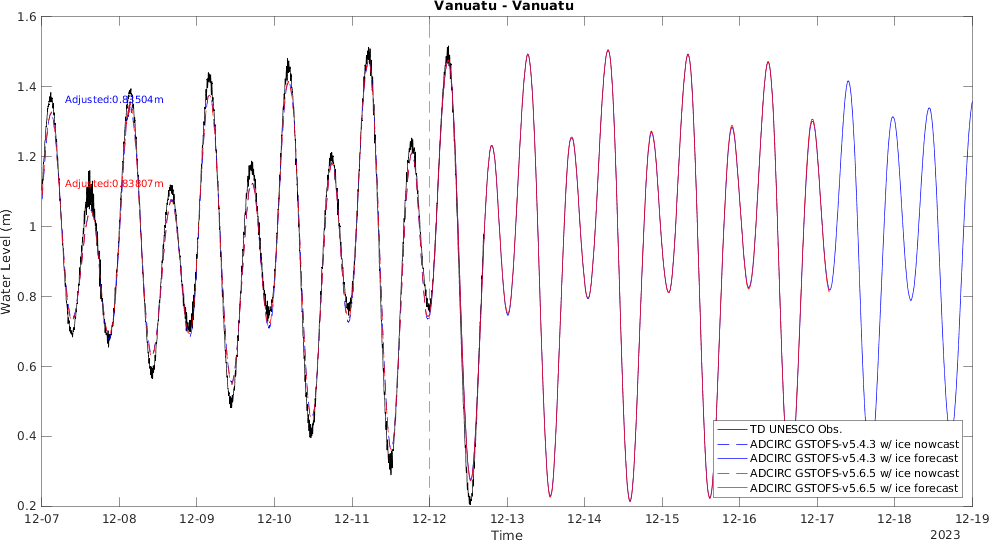 Vanuatu - Vanuatu
1.6
1.4
1.2
1
0.8
0.6
0.4
0.2
Water Level (m)
Adjusted:0.83504m
Adjusted:0.83807m
TD UNESCO Obs.
ADCIRC GSTOFS-v5.4.3 w/ ice nowcast
ADCIRC GSTOFS-v5.4.3 w/ ice forecast
ADCIRC GSTOFS-v5.6.5 w/ ice nowcast
ADCIRC GSTOFS-v5.6.5 w/ ice forecast
12-07 12-08 12-09 12-10 12-11 12-12 12-13 12-14 12-15 12-16 12-17 12-18 12-19
Time
2023